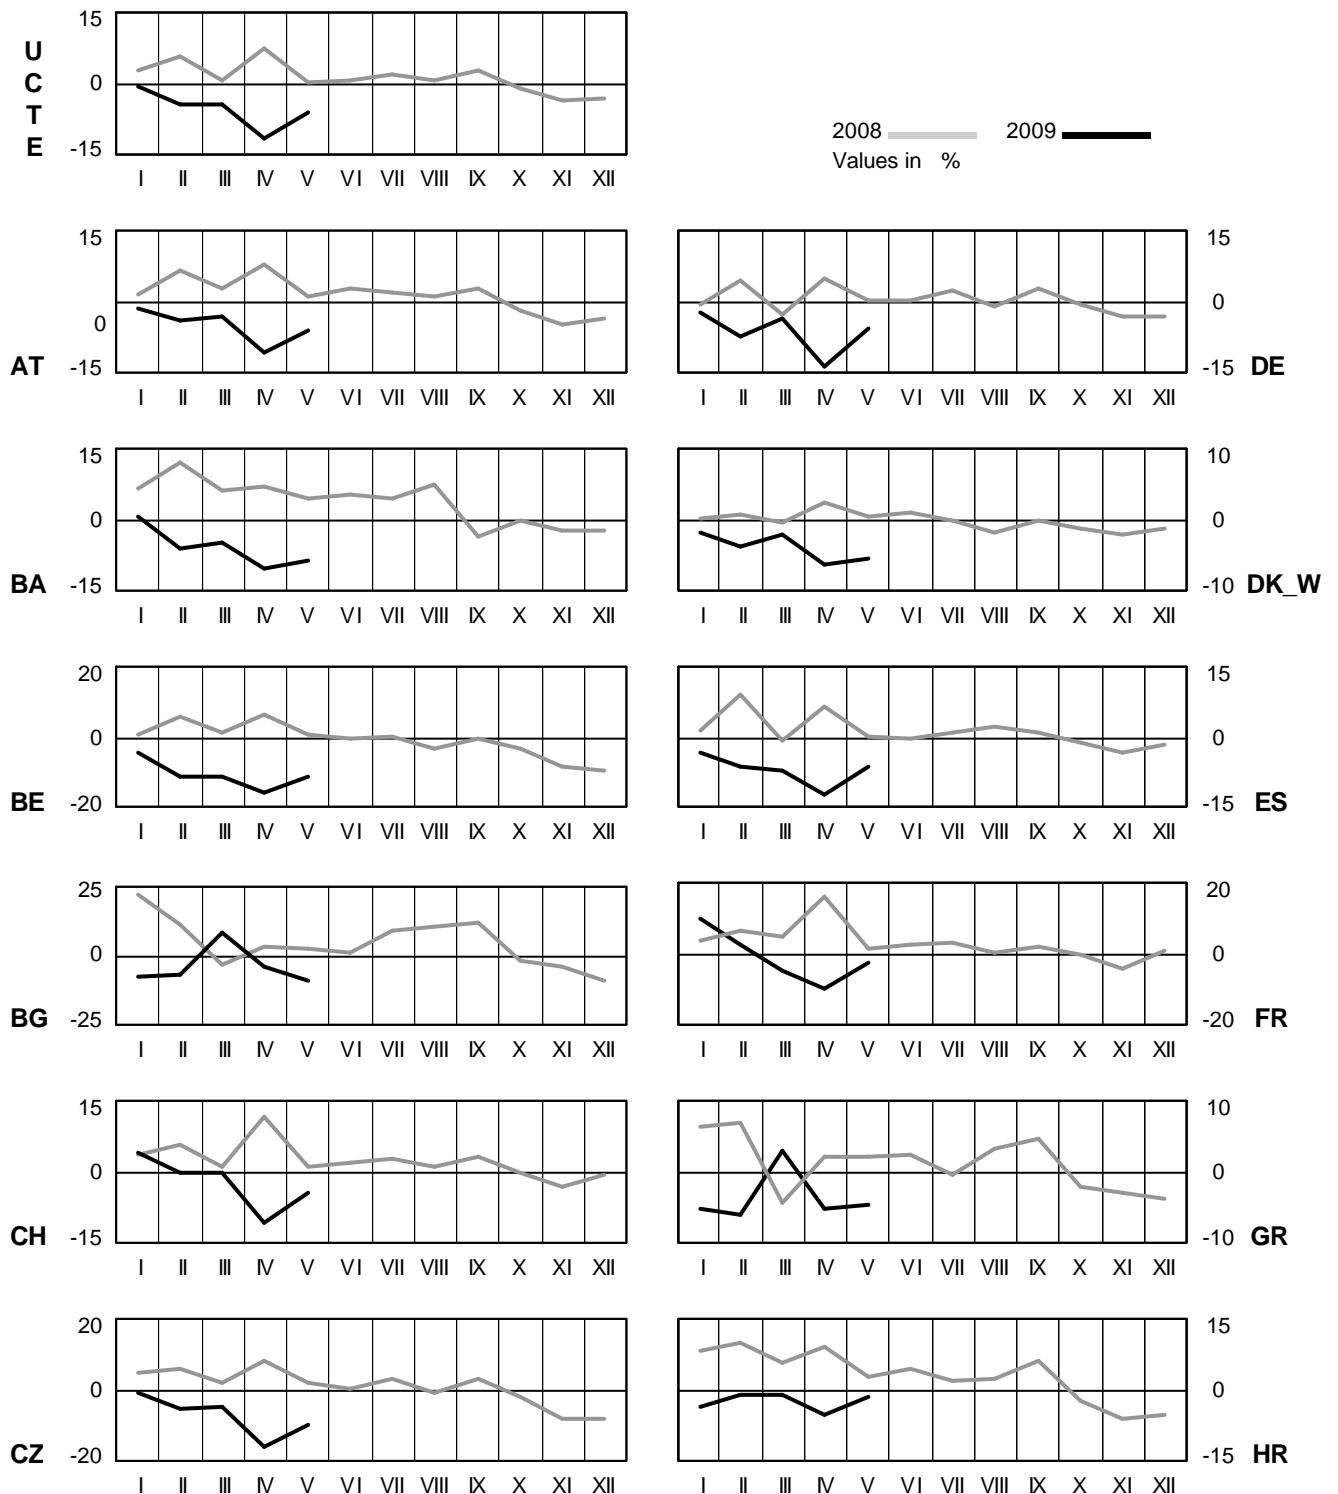 15
U
C
0
T
E
-15
I II III IV V VI VII VIII IX X XI XII
2008 2009
Values in %
15
0
AT -15
I II III IV V VI VII VIII IX X XI XII
15
0
-15 DE
I II III IV V VI VII VIII IX X XI XII
15
0
BA -15
I II III IV V VI VII VIII IX X XI XII
10
0
-10 DK_W
I II III IV V VI VII VIII IX X XI XII
20
0
BE -20
I II III IV V VI VII VIII IX X XI XII
15
0
-15 ES
I II III IV V VI VII VIII IX X XI XII
25
0
BG -25
I II III IV V VI VII VIII IX X XI XII
20
0
-20 FR
I II III IV V VI VII VIII IX X XI XII
15
0
CH -15
I II III IV V VI VII VIII IX X XI XII
10
0
-10 GR
I II III IV V VI VII VIII IX X XI XII
20
0
CZ -20
I II III IV V VI VII VIII IX X XI XII
15
0
-15 HR
I II III IV V VI VII VIII IX X XI XII